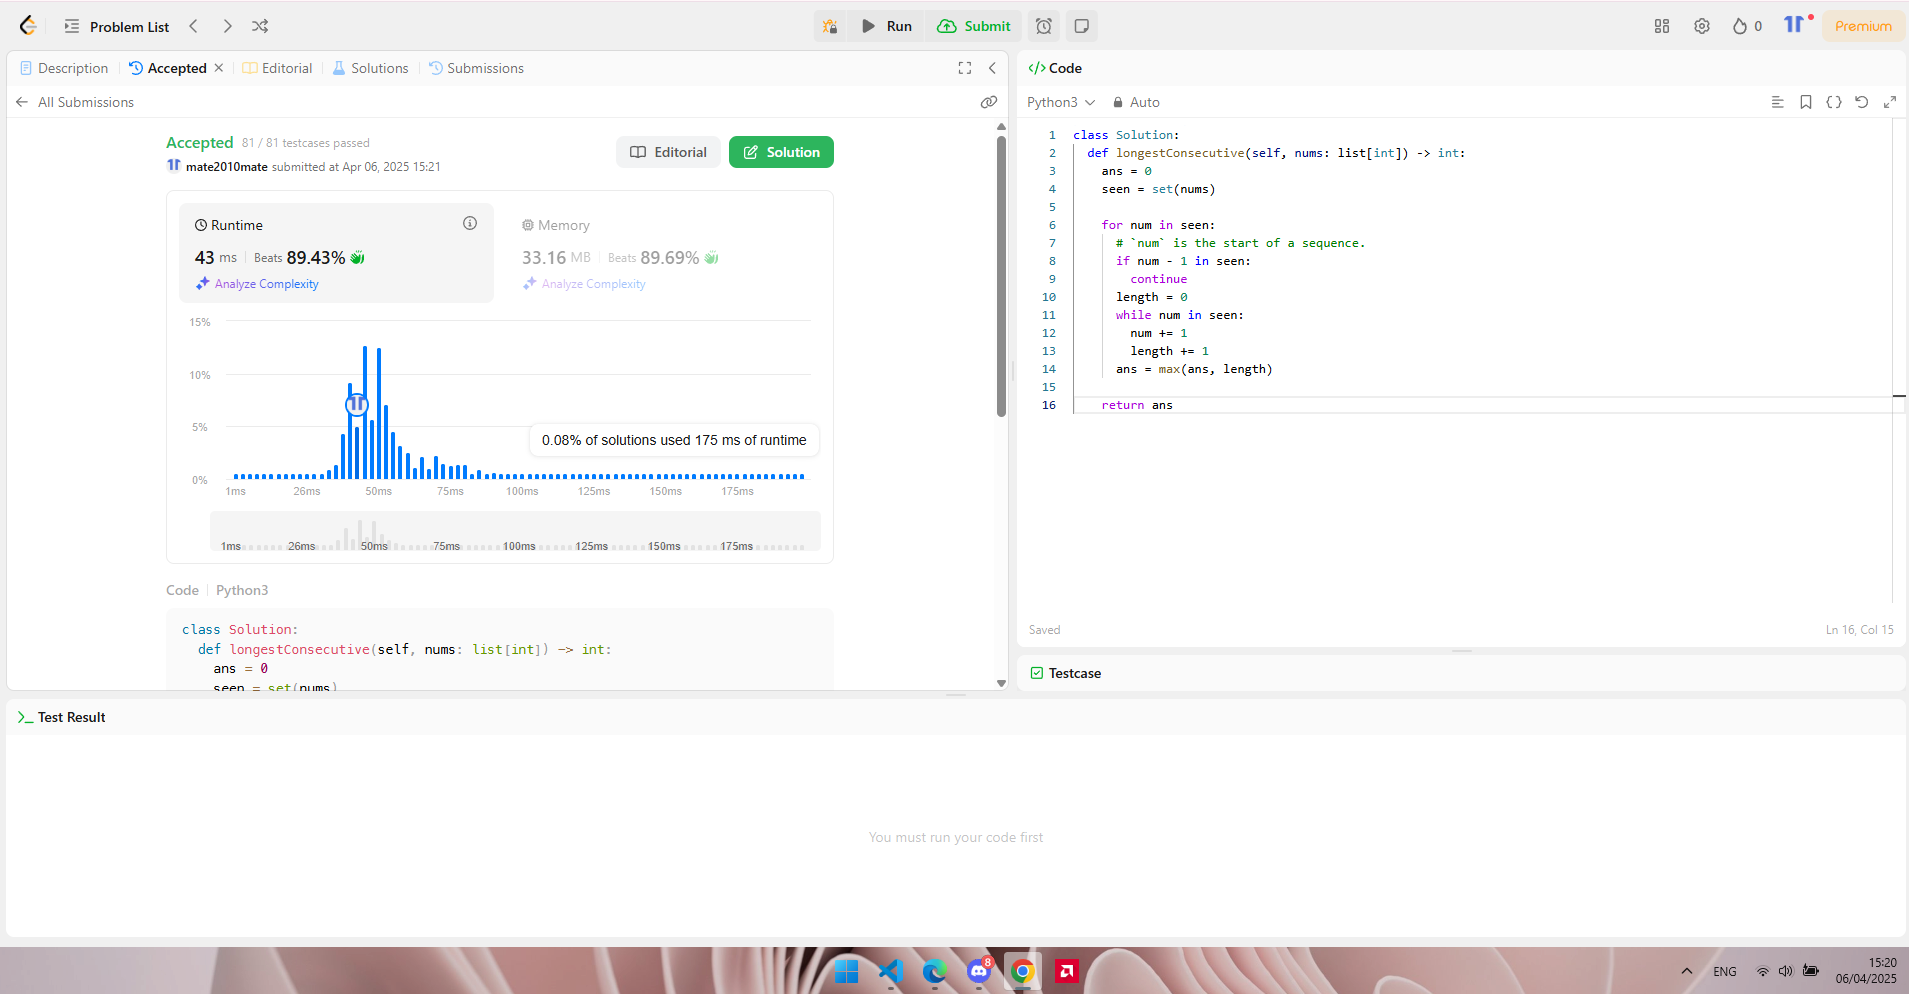 Problem List
Run
Submit
0
Premium
Description
Accepted
Editorial
Solutions
Submissions
All Submissions
Accepted 81 / 81 testcases passed
mate2010mate submitted at Apr 06, 2025 15:21
Editorial
Solution
Runtime
43 ms
Beats 89.43%
Analyze Complexity
Memory
33.16 MB
Beats 89.69%
Analyze Complexity
15%
10%
5%
0%
0.08% of solutions used 175 ms of runtime
1ms 26ms 50ms 75ms 100ms 125ms 150ms 175ms
1ms 26ms 50ms 75ms 100ms 125ms 150ms 175ms
Code Python3
class Solution:
def longestConsecutive(self, nums: list[int]) -> int:
ans = 0
seen = set(nums)
</> Code
Python3
Auto
1 class Solution:
2 def longestConsecutive(self, nums: list[int]) -> int:
3 ans = 0
4 seen = set(nums)
5
6 for num in seen:
7 # `num` is the start of a sequence.
8 if num - 1 in seen:
9 continue
10 length = 0
11 while num in seen:
12 num += 1
13 length += 1
14 ans = max(ans, length)
15
16 return ans
Saved
Ln 16, Col 15
Testcase
Test Result
You must run your code first
8
ENG
15:20
06/04/2025